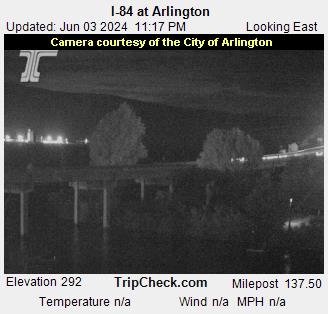 I-84 at Arlington
Updated: Jun 03 2024 11:17 PM Looking East
Camera courtesy of the City of Arlington
Elevation 292 TripCheck.com Milepost 137.50
Temperature n/a Wind n/a MPH n/a